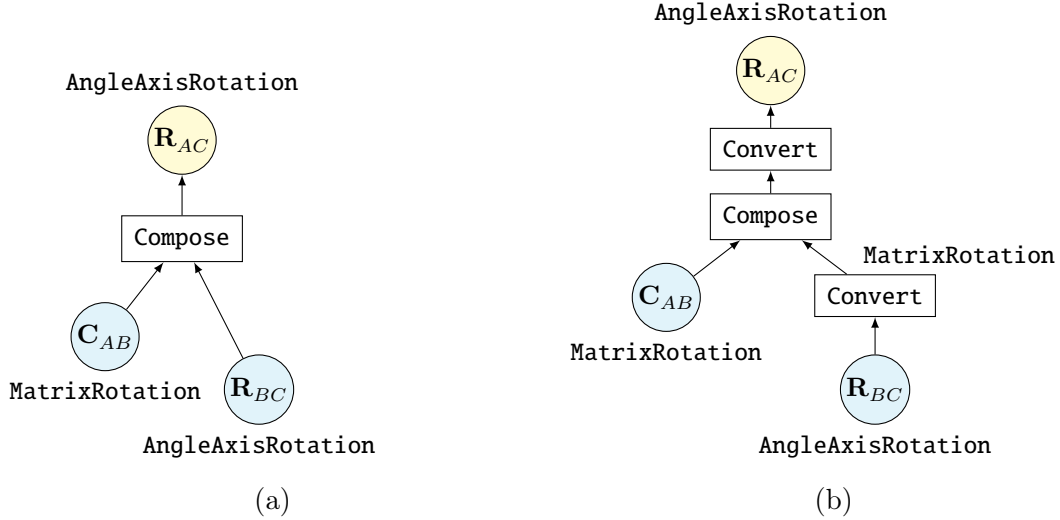 AngleAxisRotation
R_AC
Compose
C_AB
MatrixRotation
R_BC
AngleAxisRotation
(a)
AngleAxisRotation
R_AC
Convert
Compose
MatrixRotation
Convert
C_AB
MatrixRotation
R_BC
AngleAxisRotation
(b)